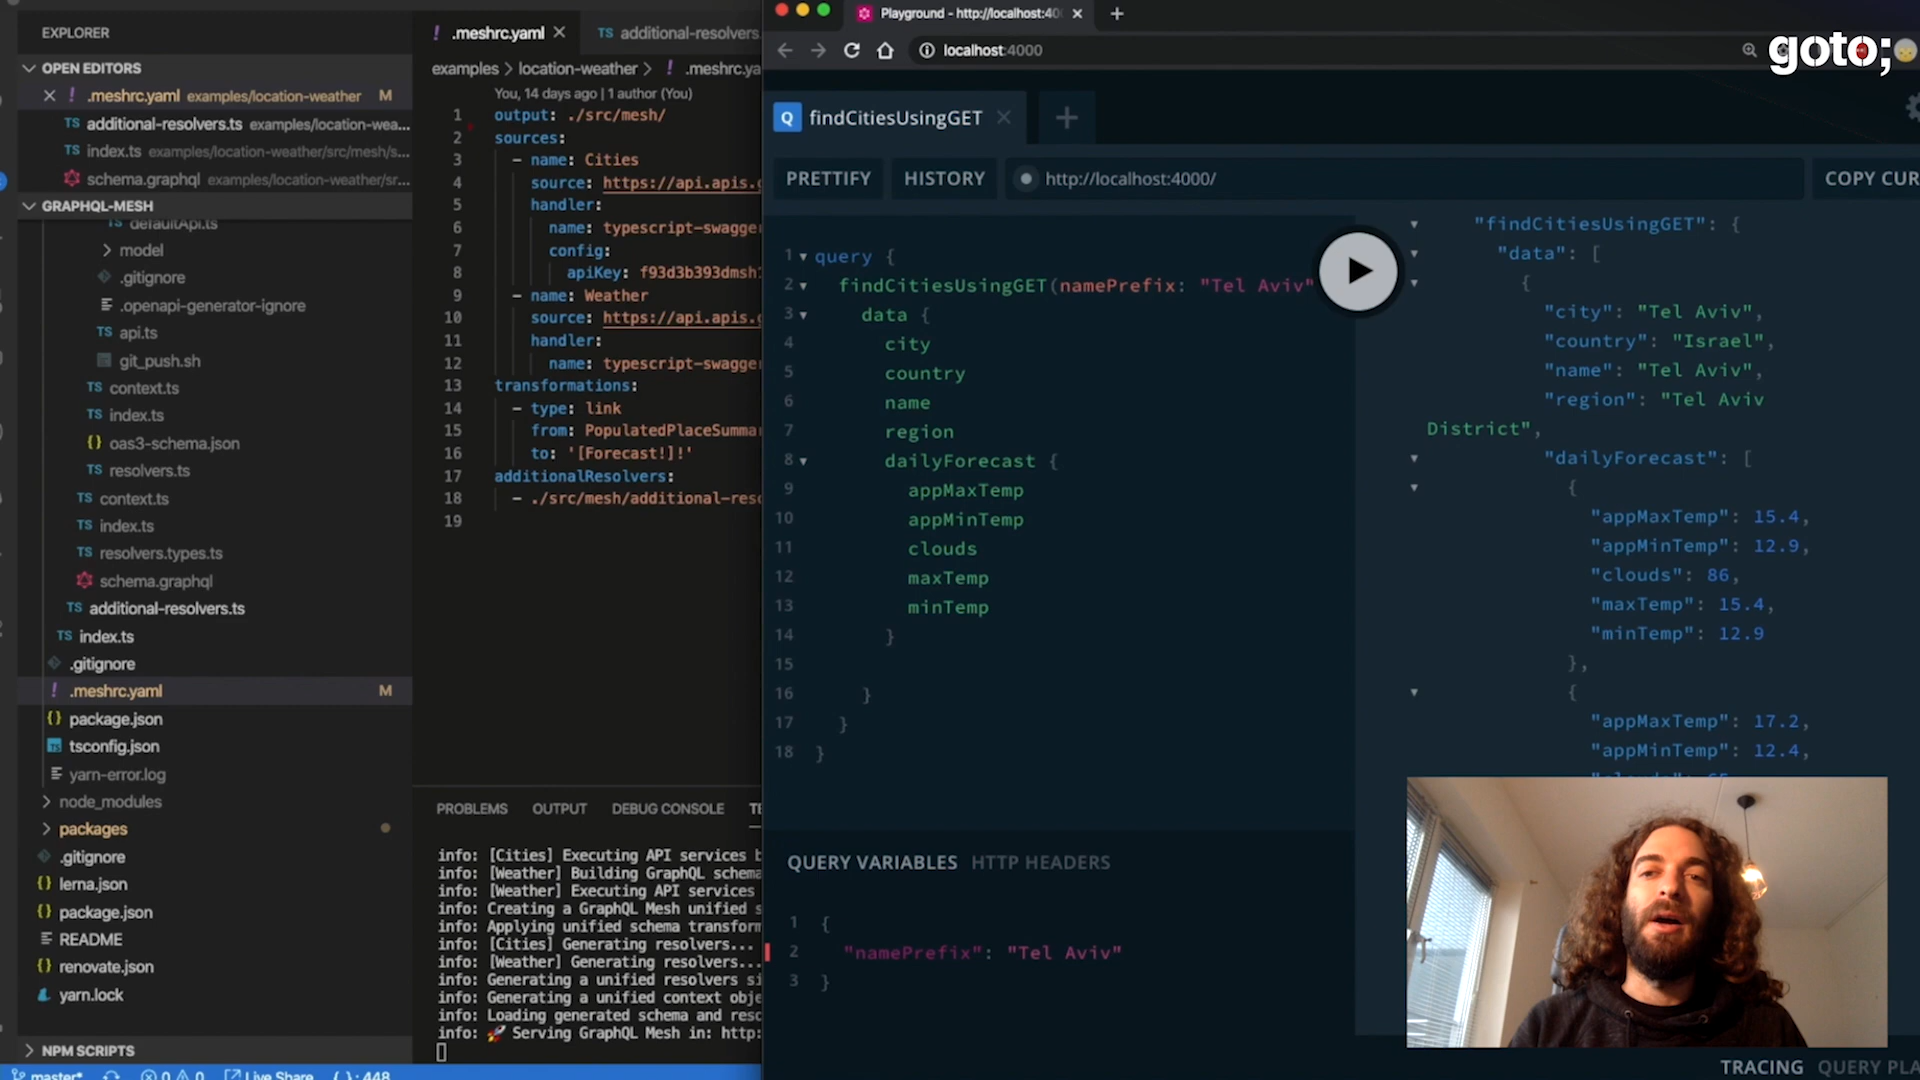 EXPLORER
OPEN EDITORS
.meshrc.yaml examples/location-weather M
TS additional-resolvers.ts examples/location-wea...
TS index.ts examples/location-weather/src/mesh/s...
schema.graphql examples/location-weather/sr...
GRAPHQL-MESH
TS defaultApi.ts
model
.gitignore
.openapi-generator-ignore
TS api.ts
git_push.sh
TS context.ts
TS index.ts
{} oas3-schema.json
TS resolvers.ts
TS context.ts
TS index.ts
TS resolvers.types.ts
schema.graphql
TS additional-resolvers.ts
TS index.ts
.gitignore
! .meshrc.yaml M
{} package.json
tsconfig.json
yarn-error.log
node_modules
packages
.gitignore
{} lerna.json
{} package.json
README
{} renovate.json
yarn.lock
NPM SCRIPTS
master* 0 0 Live Share { }: 448
! .meshrc.yaml TS additional-resolvers.
examples > location-weather > ! .meshrc.ya
You, 14 days ago | 1 author (You)
1 output: ./src/mesh/
2 sources:
3 - name: Cities
4 source: https://api.apis.g
5 handler:
6 name: typescript-swagge
7 config:
8 apiKey: f93d3b393dmsh
9 - name: Weather
10 source: https://api.apis.g
11 handler:
12 name: typescript-swagge
13 transformations:
14 - type: link
15 from: PopulatedPlaceSumma
16 to: '[Forecast!]!'
17 additionalResolvers:
18 - ./src/mesh/additional-reso
19
PROBLEMS OUTPUT DEBUG CONSOLE TE
info: [Cities] Executing API services
info: [Weather] Building GraphQL schema
info: [Weather] Executing API services
info: Creating a GraphQL Mesh unified s
info: Applying unified schema transform
info: [Cities] Generating resolvers...
info: [Weather] Generating resolvers...
info: Generating a unified resolvers si
info: Generating a unified context obje
info: Loading generated schema and reso
info: 🚀 Serving GraphQL Mesh in: http:
Playground - http://localhost:40
localhost:4000
goto;
Q findCitiesUsingGET
PRETTIFY HISTORY http://localhost:4000/ COPY CUR
1 query {
2 findCitiesUsingGET(namePrefix: "Tel Aviv"
3 data {
4 city
5 country
6 name
7 region
8 dailyForecast {
9 appMaxTemp
10 appMinTemp
11 clouds
12 maxTemp
13 minTemp
14 }
15
16 }
17 }
18 }
QUERY VARIABLES HTTP HEADERS
1 {
2 "namePrefix": "Tel Aviv"
3 }
"findCitiesUsingGET": {
"data": [
{
"city": "Tel Aviv",
"country": "Israel",
"name": "Tel Aviv",
"region": "Tel Aviv
District",
"dailyForecast": [
{
"appMaxTemp": 15.4,
"appMinTemp": 12.9,
"clouds": 86,
"maxTemp": 15.4,
"minTemp": 12.9
},
{
"appMaxTemp": 17.2,
"appMinTemp": 12.4,
TRACING QUERY PLA